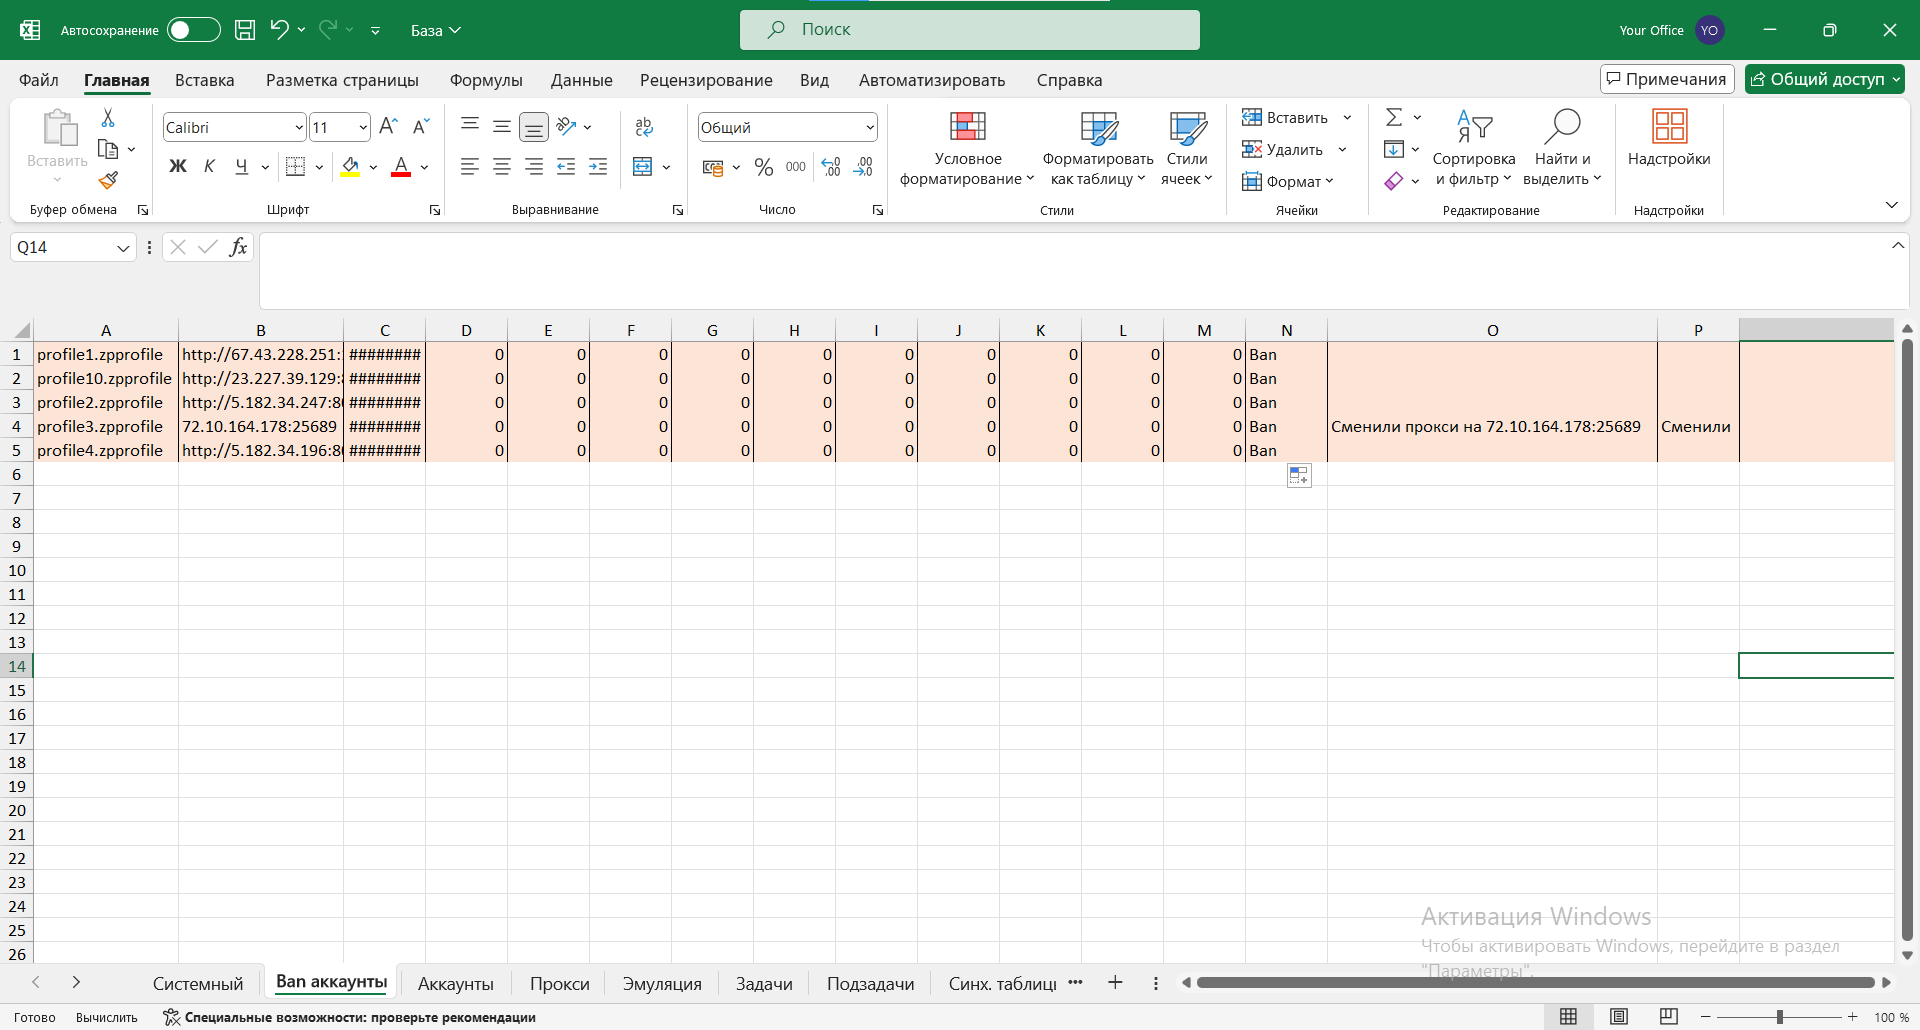 Автосохранение База Поиск Your Office YO
Файл Главная Вставка Разметка страницы Формулы Данные Рецензирование Вид Автоматизировать Справка Примечания Общий доступ
Вставить Calibri 11 Общий Условное форматирование Форматировать как таблицу Стили ячеек Вставить Удалить Формат Сортировка и фильтр Найти и выделить Надстройки
Ж К Ч % 000
Буфер обмена Шрифт Выравнивание Число Стили Ячейки Редактирование Надстройки
Q14 fx
A B C D E F G H I J K L M N O P
1 profile1.zpprofile http://67.43.228.251: ######## 0 0 0 0 0 0 0 0 0 0 Ban
2 profile10.zpprofile http://23.227.39.129: ######## 0 0 0 0 0 0 0 0 0 0 Ban
3 profile2.zpprofile http://5.182.34.247:8 ######## 0 0 0 0 0 0 0 0 0 0 Ban
4 profile3.zpprofile 72.10.164.178:25689 ######## 0 0 0 0 0 0 0 0 0 0 Ban Сменили прокси на 72.10.164.178:25689 Сменили
5 profile4.zpprofile http://5.182.34.196:8 ######## 0 0 0 0 0 0 0 0 0 0 Ban
6
7
8
9
10
11
12
13
14
15
16
17
18
19
20
21
22
23
24
25
26
Активация Windows
Чтобы активировать Windows, перейдите в раздел
"Параметры".
Системный Ban аккаунты Аккаунты Прокси Эмуляция Задачи Подзадачи Синх. таблиц
Готово Вычислить Специальные возможности: проверьте рекомендации 100 %